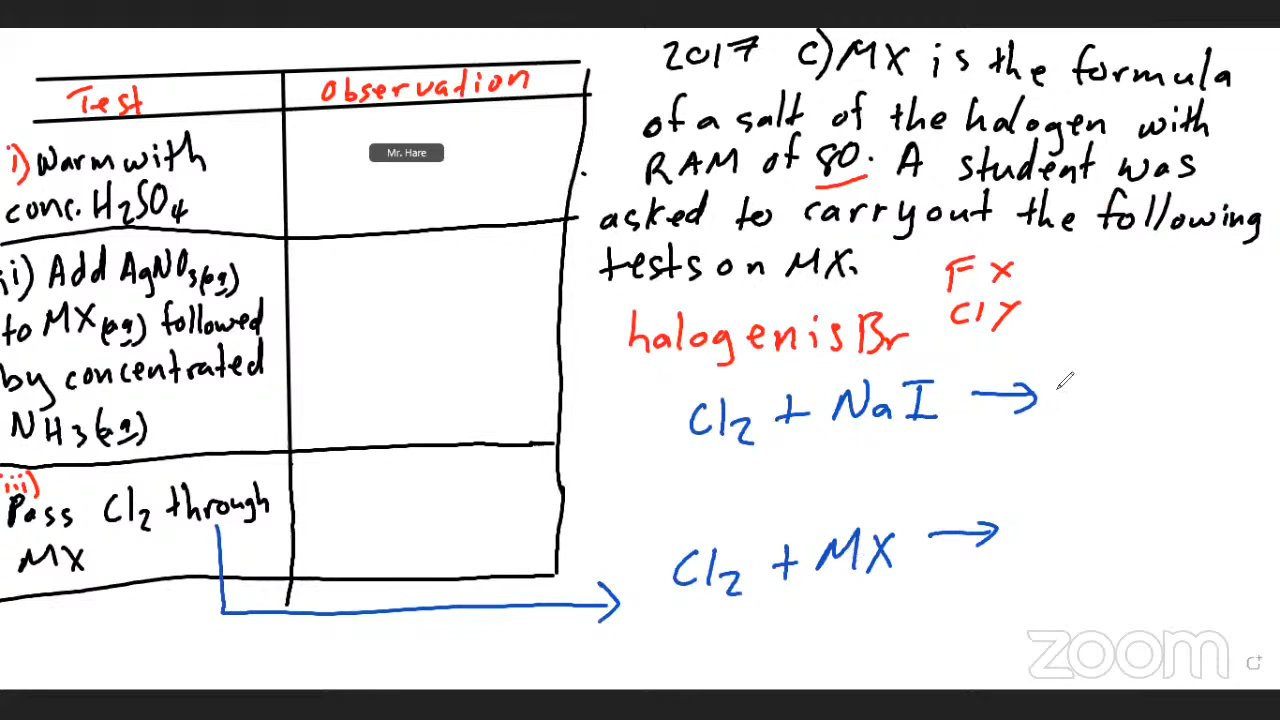 Test
Observation
i) Warm with
conc. H2SO4
Mr. Hare
ii) Add AgNO3(aq)
to MX(aq) followed
by concentrated
NH3(aq)
iii)
Pass Cl2 through
MX
2017 c) MX is the formula
of a salt of the halogen with
RAM of 80. A student was
asked to carryout the following
tests on MX.
F x
Cl y
halogen is Br
Cl2 + NaI →
Cl2 + MX →
zoom